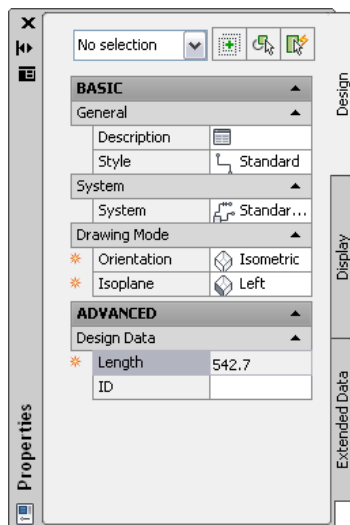 No selection
BASIC
General
Description
Style Standard
System
System Standar...
Drawing Mode
Orientation Isometric
Isoplane Left
ADVANCED
Design Data
Length 542.7
ID
Design
Display
Extended Data
Properties